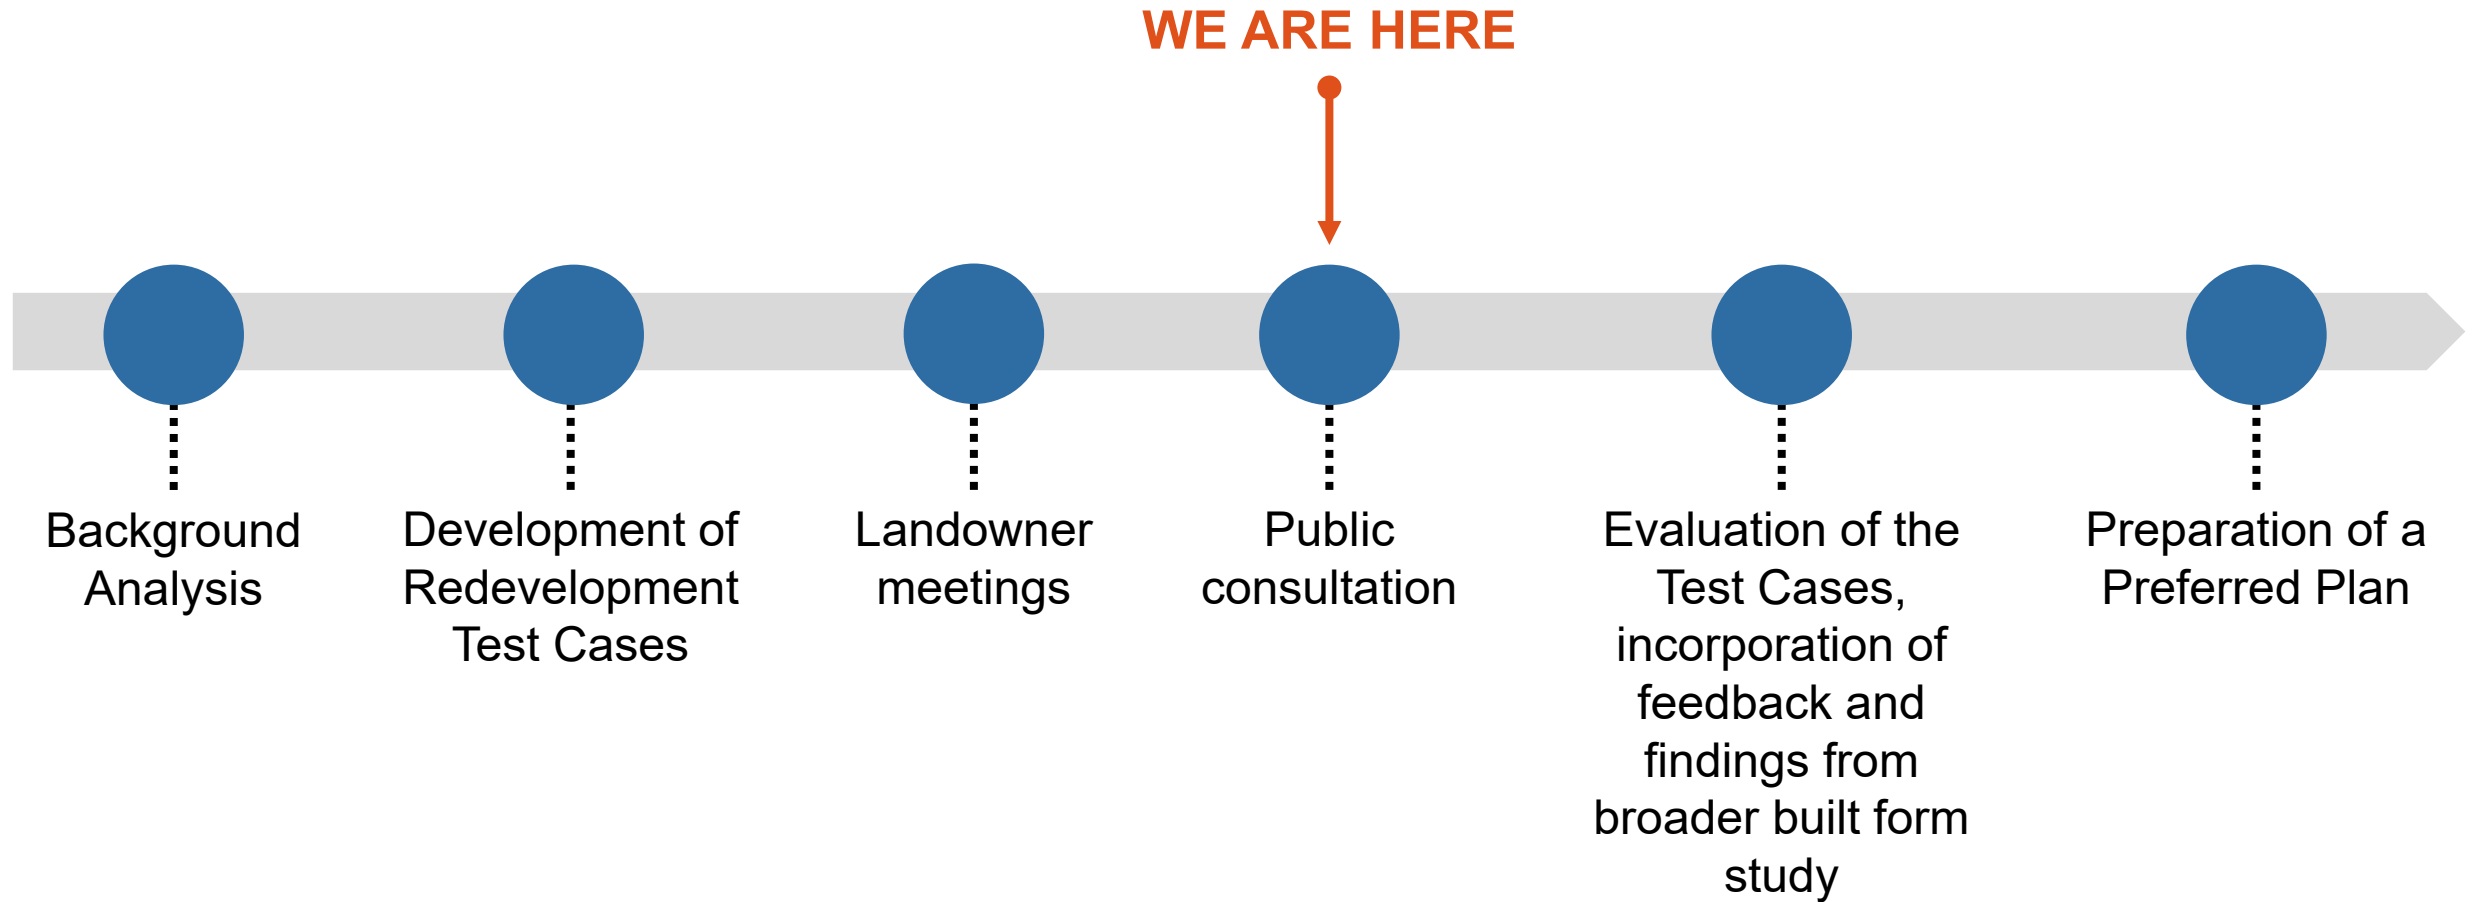 WE ARE HERE
Background
Analysis
Development of
Redevelopment
Test Cases
Landowner
meetings
Public
consultation
Evaluation of the
Test Cases,
incorporation of
feedback and
findings from
broader built form
study
Preparation of a
Preferred Plan